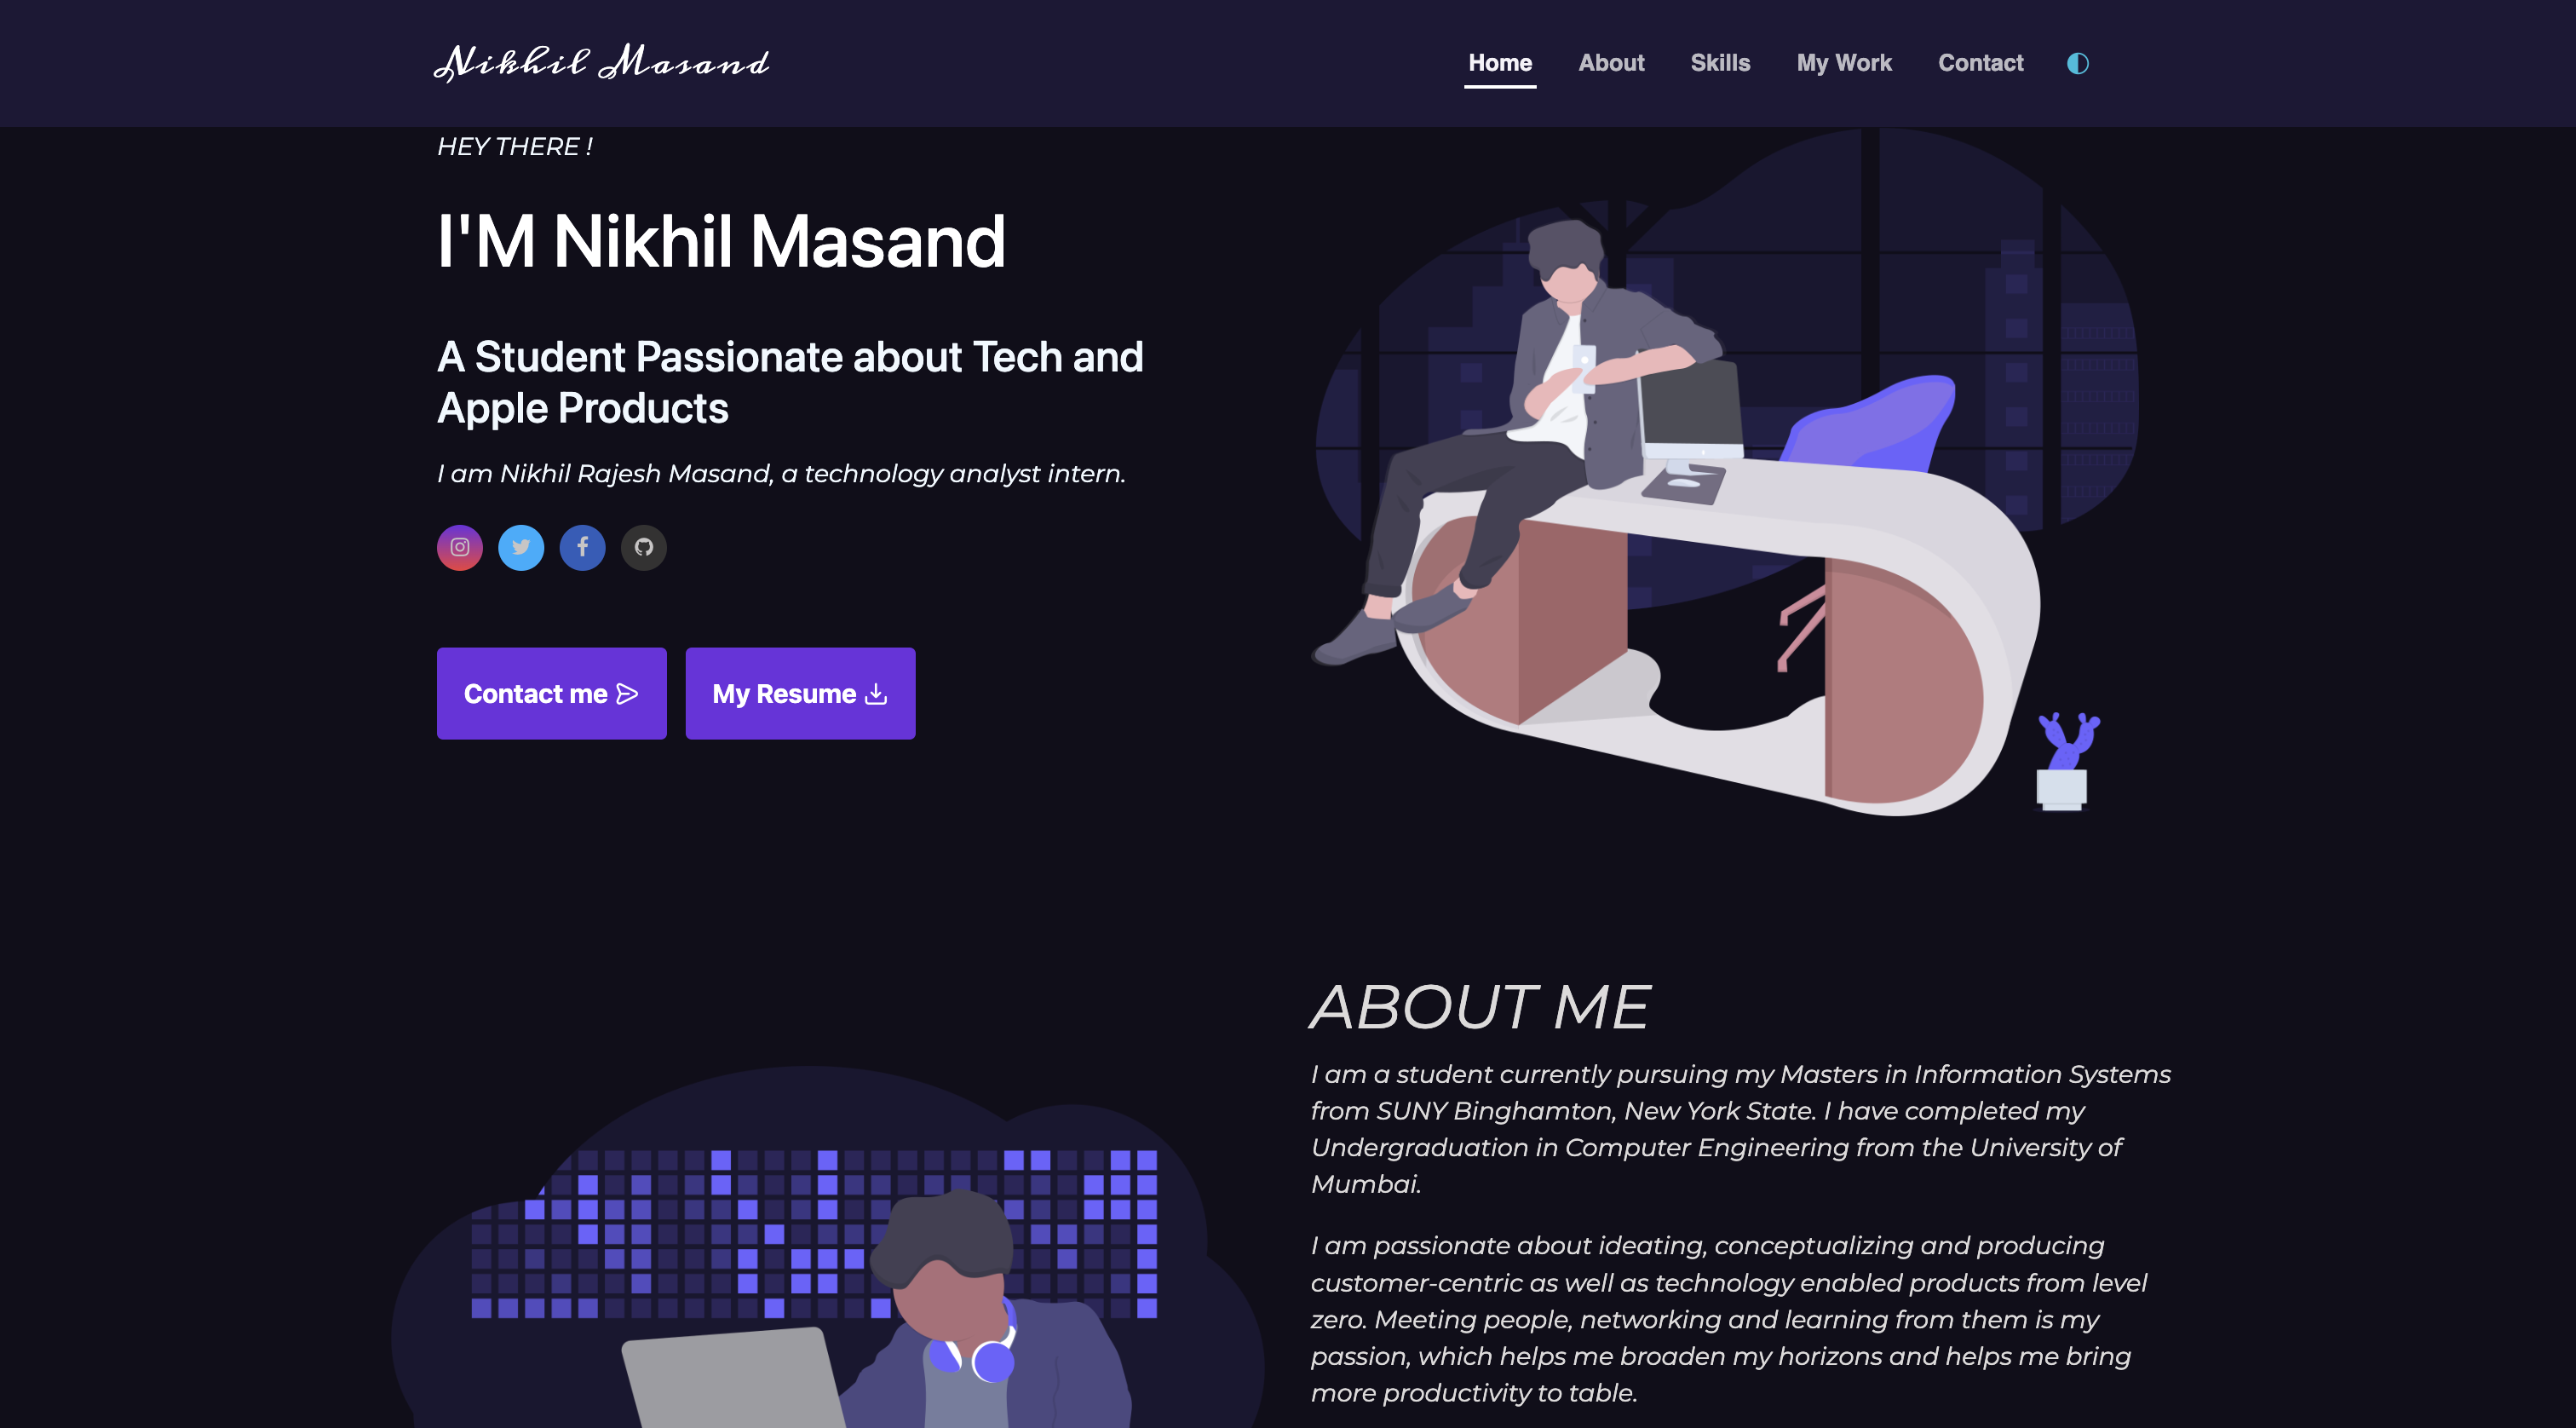 Nikhil Masand
Home About Skills My Work Contact
HEY THERE !
I'M Nikhil Masand
A Student Passionate about Tech and
Apple Products
I am Nikhil Rajesh Masand, a technology analyst intern.
Contact me
My Resume
ABOUT ME
I am a student currently pursuing my Masters in Information Systems
from SUNY Binghamton, New York State. I have completed my
Undergraduation in Computer Engineering from the University of
Mumbai.
I am passionate about ideating, conceptualizing and producing
customer-centric as well as technology enabled products from level
zero. Meeting people, networking and learning from them is my
passion, which helps me broaden my horizons and helps me bring
more productivity to table.